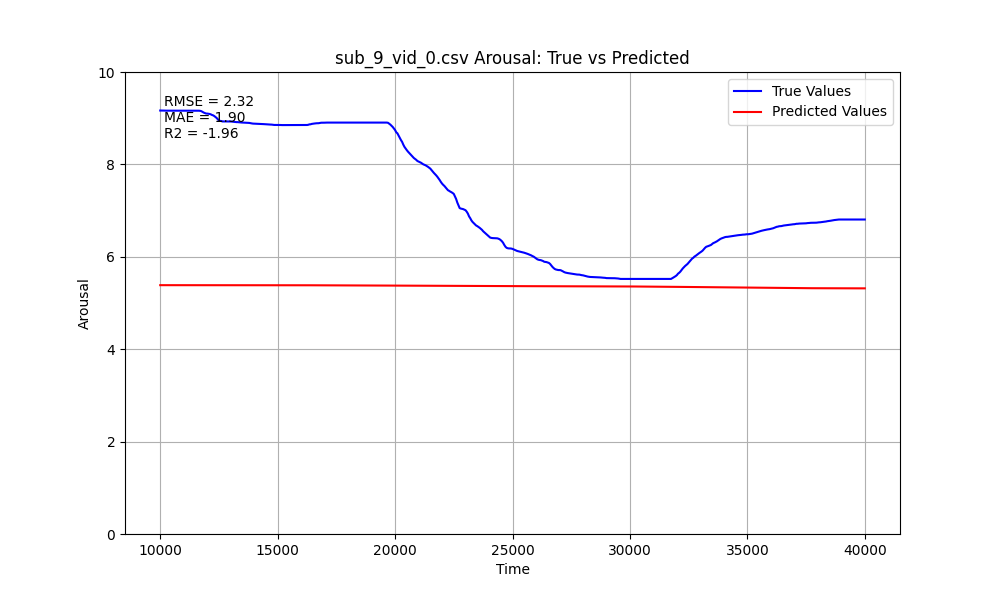 sub_9_vid_0.csv Arousal: True vs Predicted
RMSE = 2.32
MAE = 1.90
R2 = -1.96
True Values
Predicted Values
Arousal
10
8
6
4
2
0
10000 15000 20000 25000 30000 35000 40000
Time